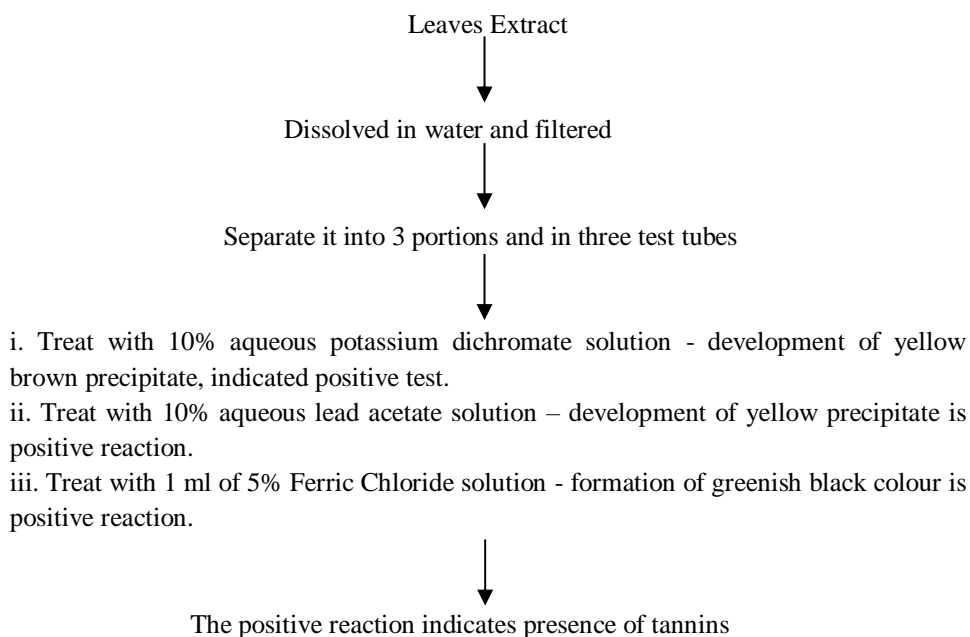 Leaves Extract
Dissolved in water and filtered
Separate it into 3 portions and in three test tubes
i. Treat with 10% aqueous potassium dichromate solution - development of yellow
brown precipitate, indicated positive test.
ii. Treat with 10% aqueous lead acetate solution – development of yellow precipitate is
positive reaction.
iii. Treat with 1 ml of 5% Ferric Chloride solution - formation of greenish black colour is
positive reaction.
The positive reaction indicates presence of tannins